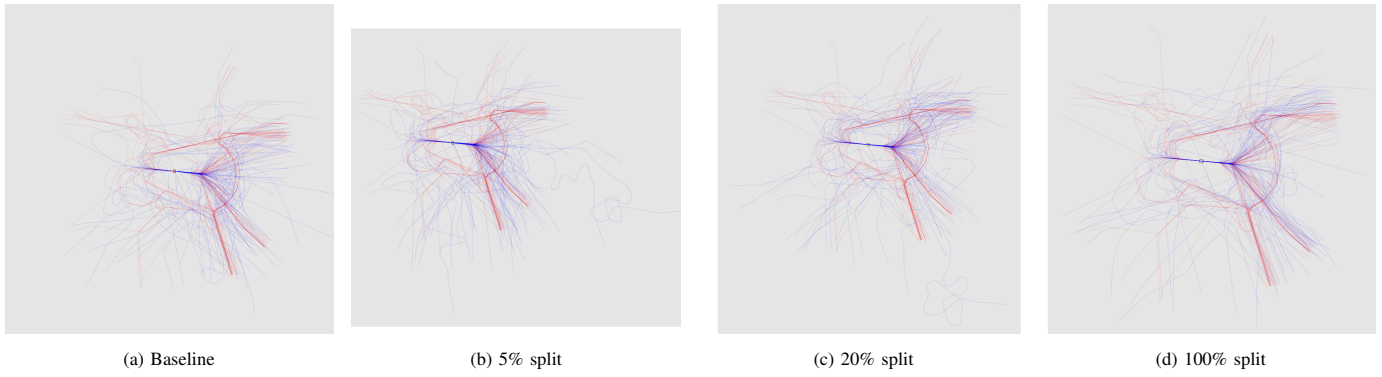 (a) Baseline
(b) 5% split
(c) 20% split
(d) 100% split